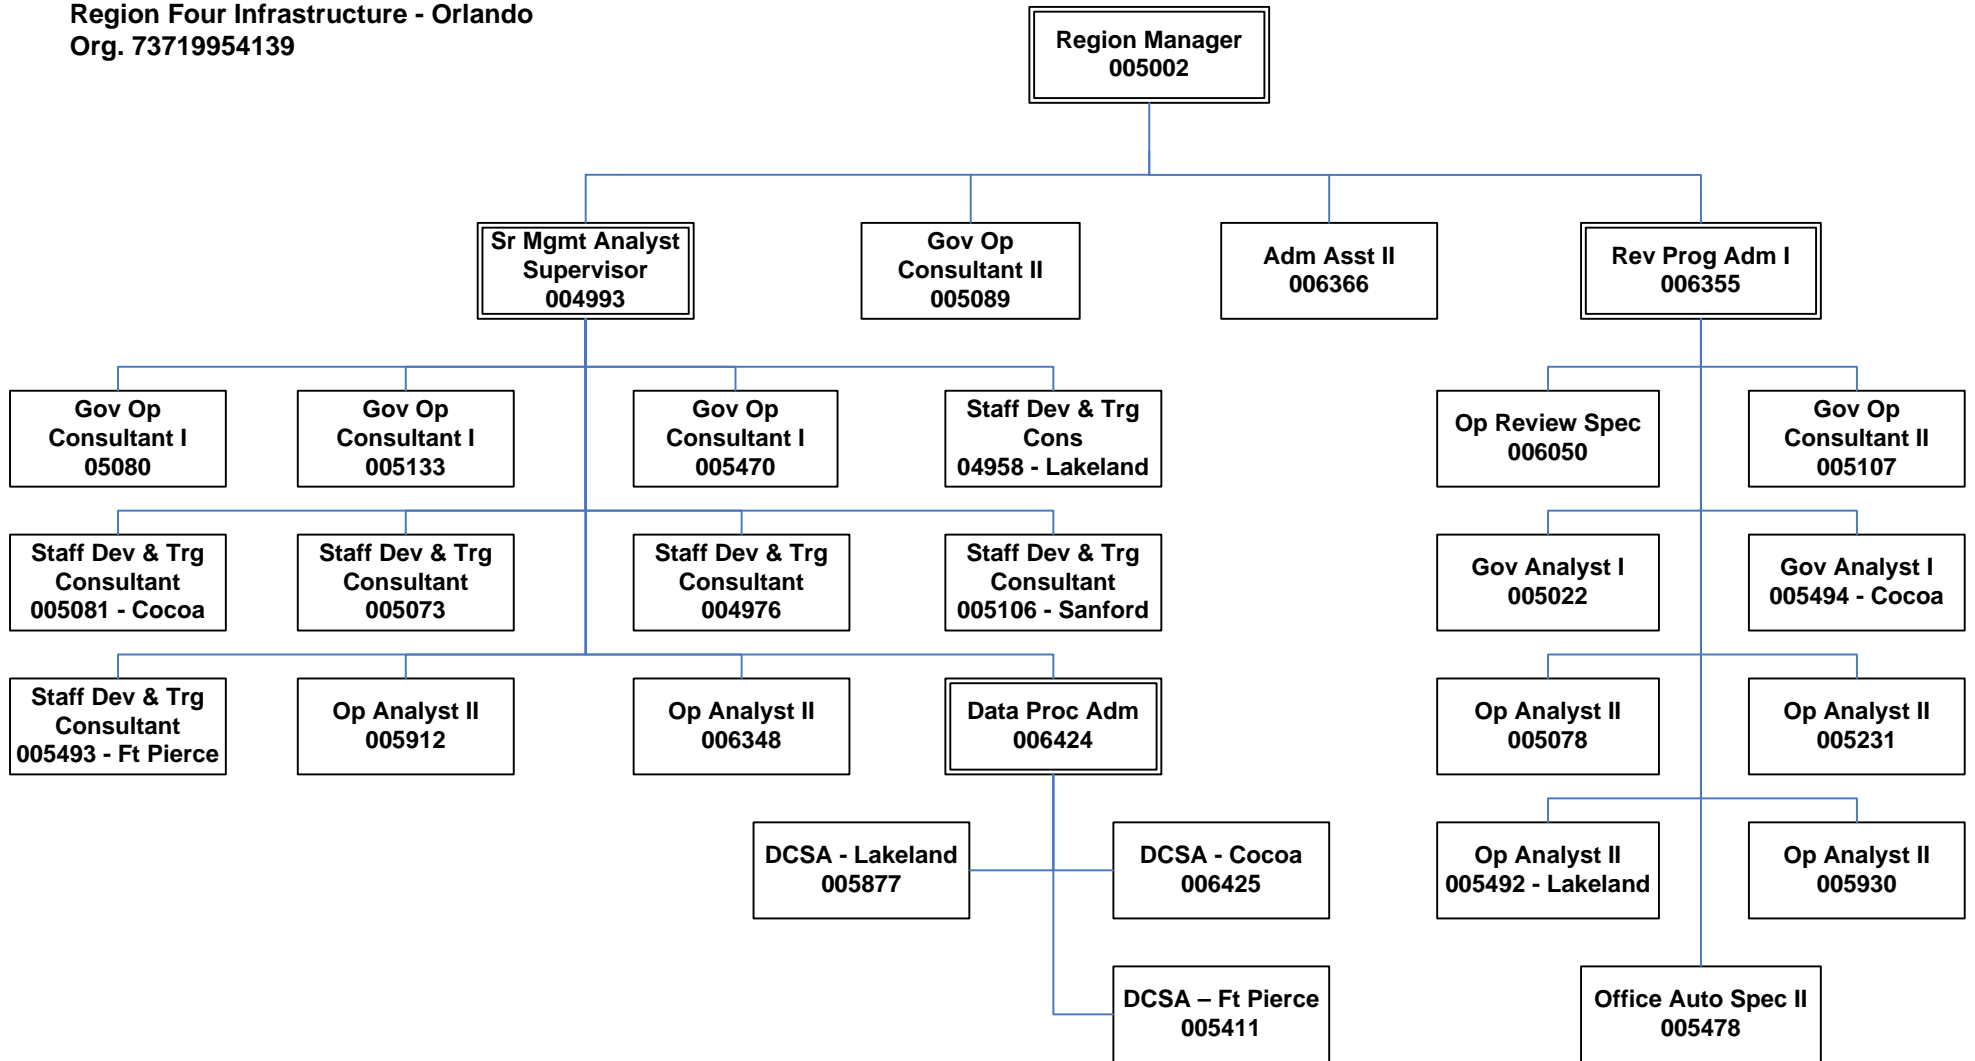 Region Four Infrastructure - Orlando
Org. 73719954139
Region Manager
005002
Sr Mgmt Analyst
Supervisor
004993
Gov Op
Consultant II
005089
Adm Asst II
006366
Rev Prog Adm I
006355
Gov Op
Consultant I
05080
Gov Op
Consultant I
005133
Gov Op
Consultant I
005470
Staff Dev & Trg
Cons
04958 - Lakeland
Op Review Spec
006050
Gov Op
Consultant II
005107
Staff Dev & Trg
Consultant
005081 - Cocoa
Staff Dev & Trg
Consultant
005073
Staff Dev & Trg
Consultant
004976
Staff Dev & Trg
Consultant
005106 - Sanford
Gov Analyst I
005022
Gov Analyst I
005494 - Cocoa
Staff Dev & Trg
Consultant
005493 - Ft Pierce
Op Analyst II
005912
Op Analyst II
006348
Data Proc Adm
006424
Op Analyst II
005078
Op Analyst II
005231
DCSA - Lakeland
005877
DCSA - Cocoa
006425
Op Analyst II
005492 - Lakeland
Op Analyst II
005930
DCSA – Ft Pierce
005411
Office Auto Spec II
005478